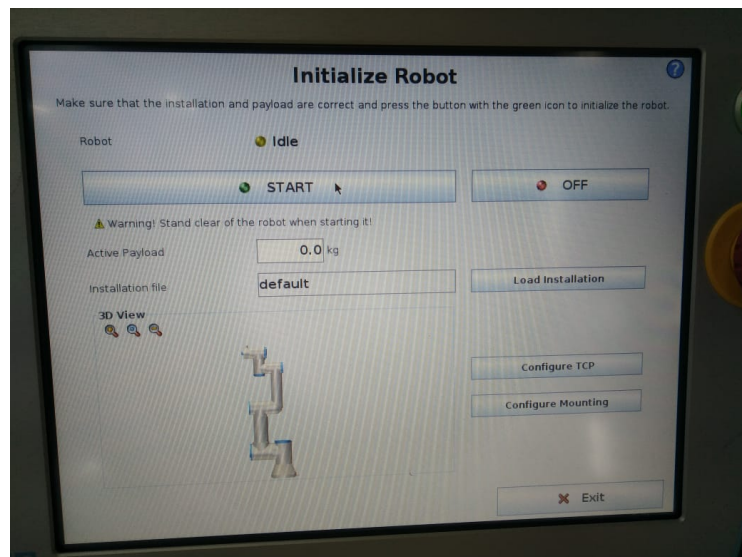 Initialize Robot
Make sure that the installation and payload are correct and press the button with the green icon to initialize the robot.
Robot
Idle
START
OFF
Warning! Stand clear of the robot when starting it!
Active Payload
0.0 kg
Installation file
default
Load Installation
3D View
Configure TCP
Configure Mounting
Exit